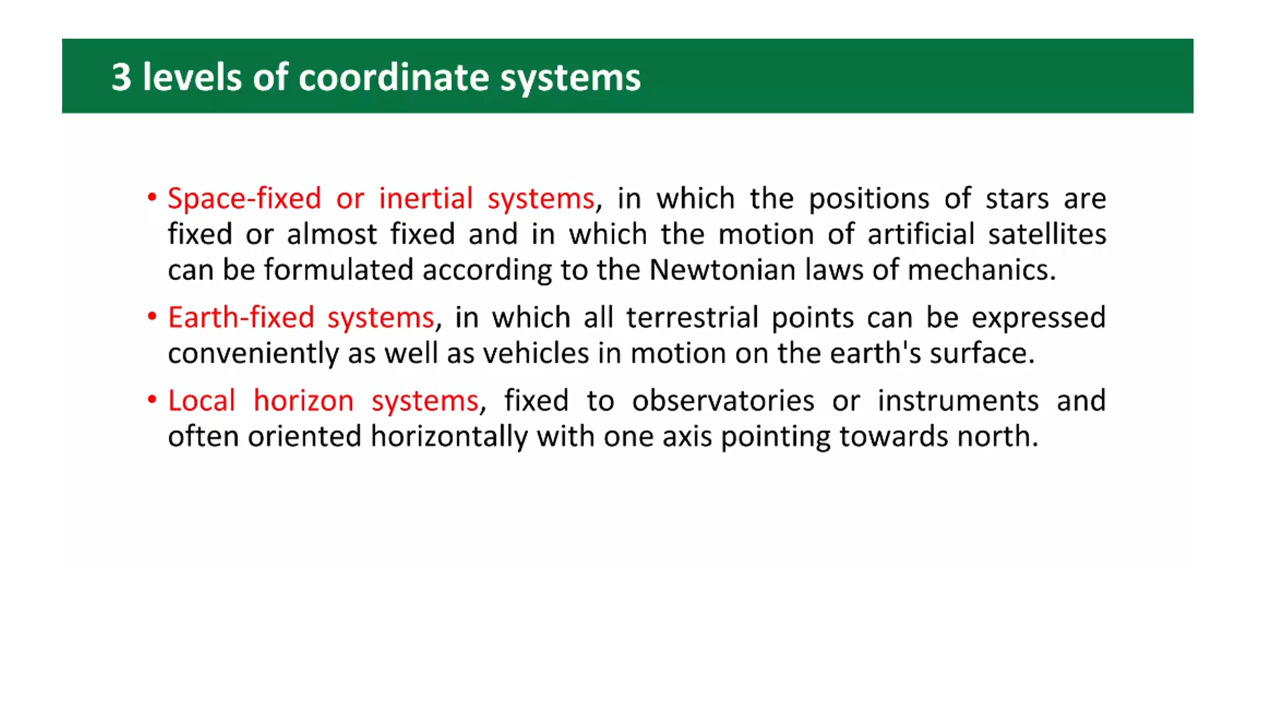 3 levels of coordinate systems
• Space-fixed or inertial systems, in which the positions of stars are
fixed or almost fixed and in which the motion of artificial satellites
can be formulated according to the Newtonian laws of mechanics.
• Earth-fixed systems, in which all terrestrial points can be expressed
conveniently as well as vehicles in motion on the earth's surface.
• Local horizon systems, fixed to observatories or instruments and
often oriented horizontally with one axis pointing towards north.